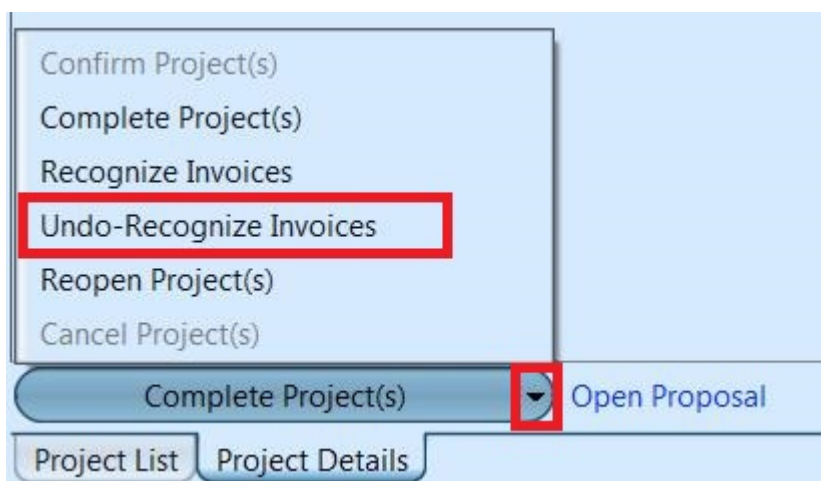 Confirm Project(s)
Complete Project(s)
Recognize Invoices
Undo-Recognize Invoices
Reopen Project(s)
Cancel Project(s)
Complete Project(s) Open Proposal
Project List Project Details